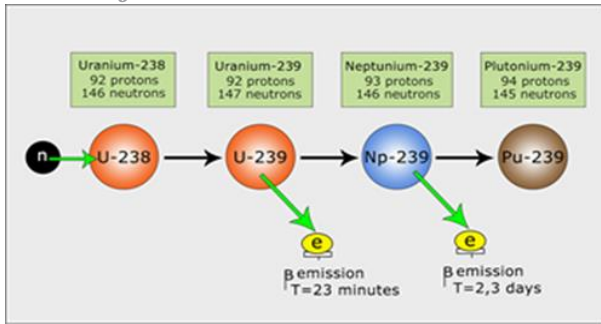 Uranium-238
92 protons
146 neutrons
Uranium-239
92 protons
147 neutrons
Neptunium-239
93 protons
146 neutrons
Plutonium-239
94 protons
145 neutrons
n
U-238
U-239
Np-239
Pu-239
e
β emission
T=23 minutes
e
β emission
T=2,3 days